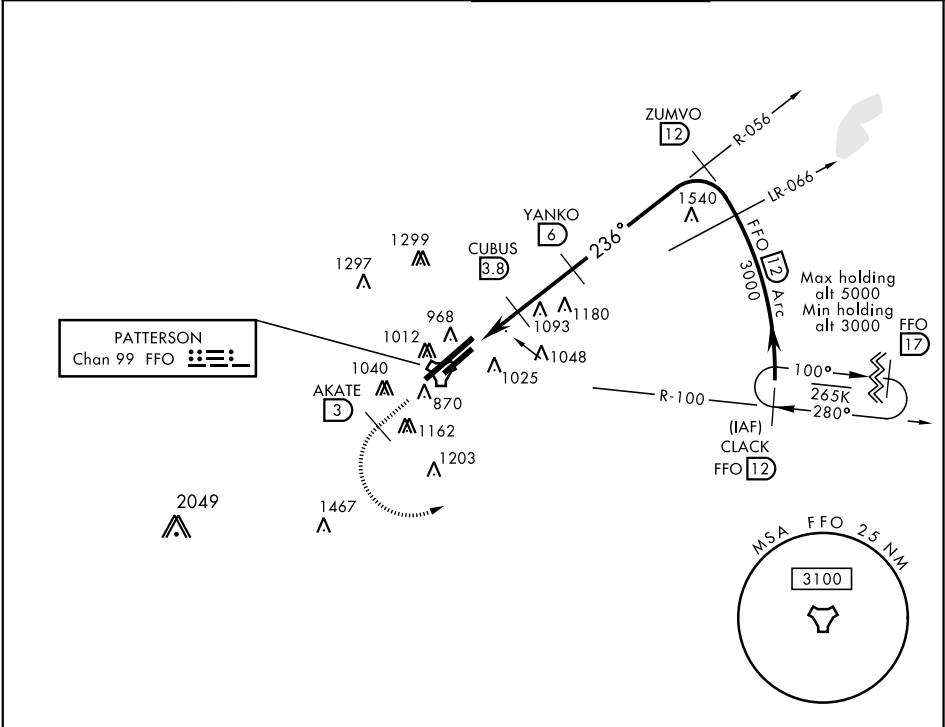 ZUMVO
12
R-056
LR-066
1540
YANKO
6
236°
CUBUS
3.8
1299
1297
FFO 12 Arc
3000
Max holding
alt 5000
Min holding
alt 3000
FFO
17
1180
1093
968
PATTERSON
Chan 99 FFO
1012
1048
1025
1040
870
AKATE
3
100°
265K
280°
R-100
1162
(IAF)
CLACK
FFO 12
1203
2049
1467
MSA FFO 25 NM
3100